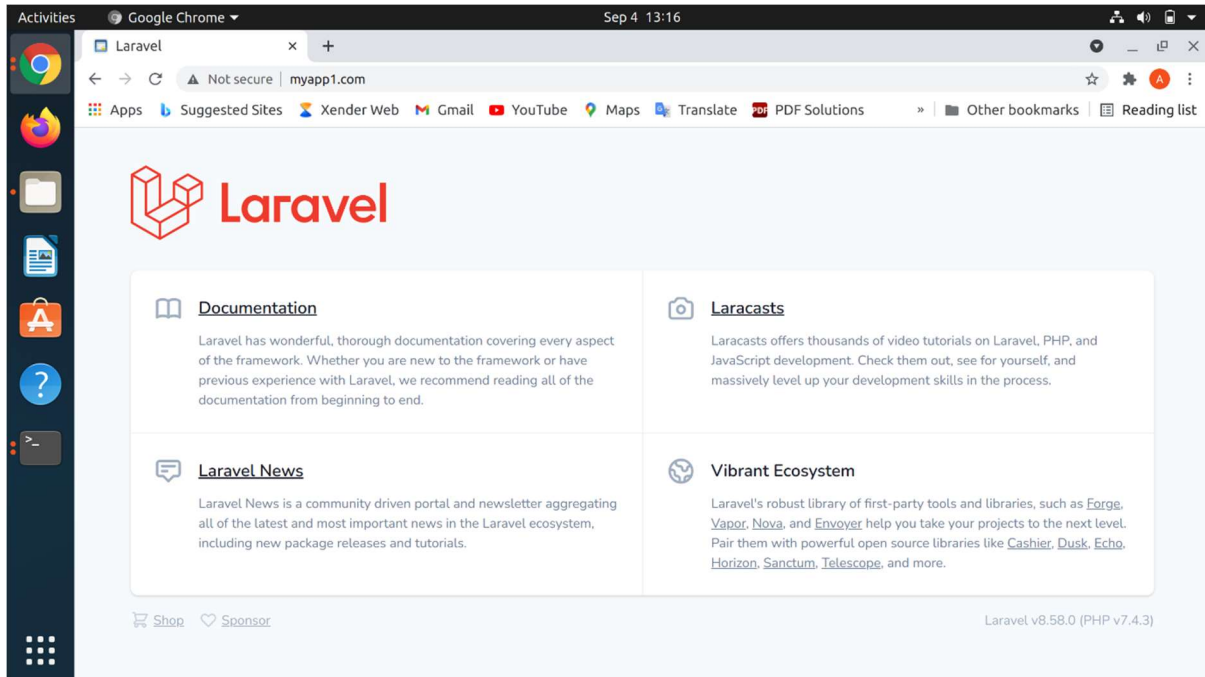 Activities Google Chrome Sep 4 13:16
Laravel
Not secure myapp1.com A
Apps Suggested Sites Xender Web Gmail YouTube Maps Translate PDF PDF Solutions » Other bookmarks Reading list
Laravel
Documentation
Laravel has wonderful, thorough documentation covering every aspect
of the framework. Whether you are new to the framework or have
previous experience with Laravel, we recommend reading all of the
documentation from beginning to end.
Laracasts
Laracasts offers thousands of video tutorials on Laravel, PHP, and
JavaScript development. Check them out, see for yourself, and
massively level up your development skills in the process.
Laravel News
Laravel News is a community driven portal and newsletter aggregating
all of the latest and most important news in the Laravel ecosystem,
including new package releases and tutorials.
Vibrant Ecosystem
Laravel's robust library of first-party tools and libraries, such as Forge,
Vapor, Nova, and Envoyer help you take your projects to the next level.
Pair them with powerful open source libraries like Cashier, Dusk, Echo,
Horizon, Sanctum, Telescope, and more.
Shop Sponsor Laravel v8.58.0 (PHP v7.4.3)